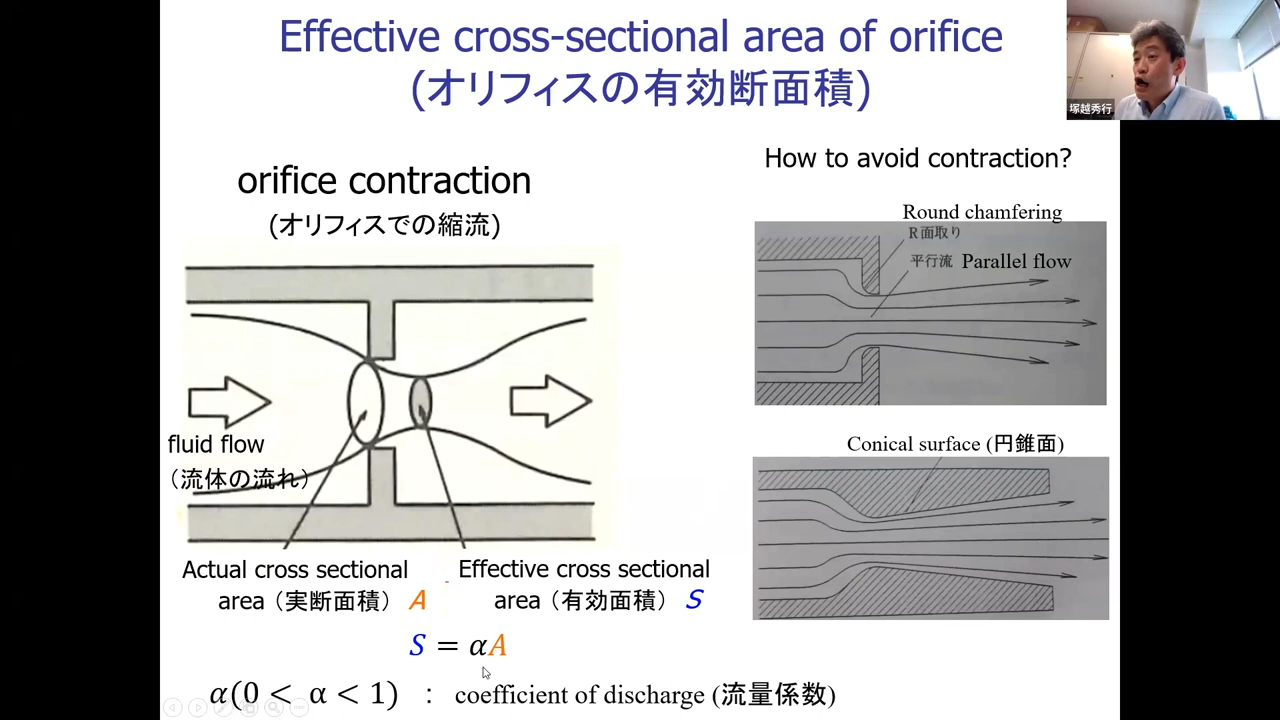 Effective cross-sectional area of orifice
(オリフィスの有効断面積)
塚越秀行
orifice contraction
(オリフィスでの縮流)
fluid flow
（流体の流れ）
Actual cross sectional
area（実断面積） A
Effective cross sectional
area（有効面積） S
S = αA
α(0 < α < 1) : coefficient of discharge (流量係数)
How to avoid contraction?
Round chamfering
R面取り
平行流 Parallel flow
Conical surface (円錐面)